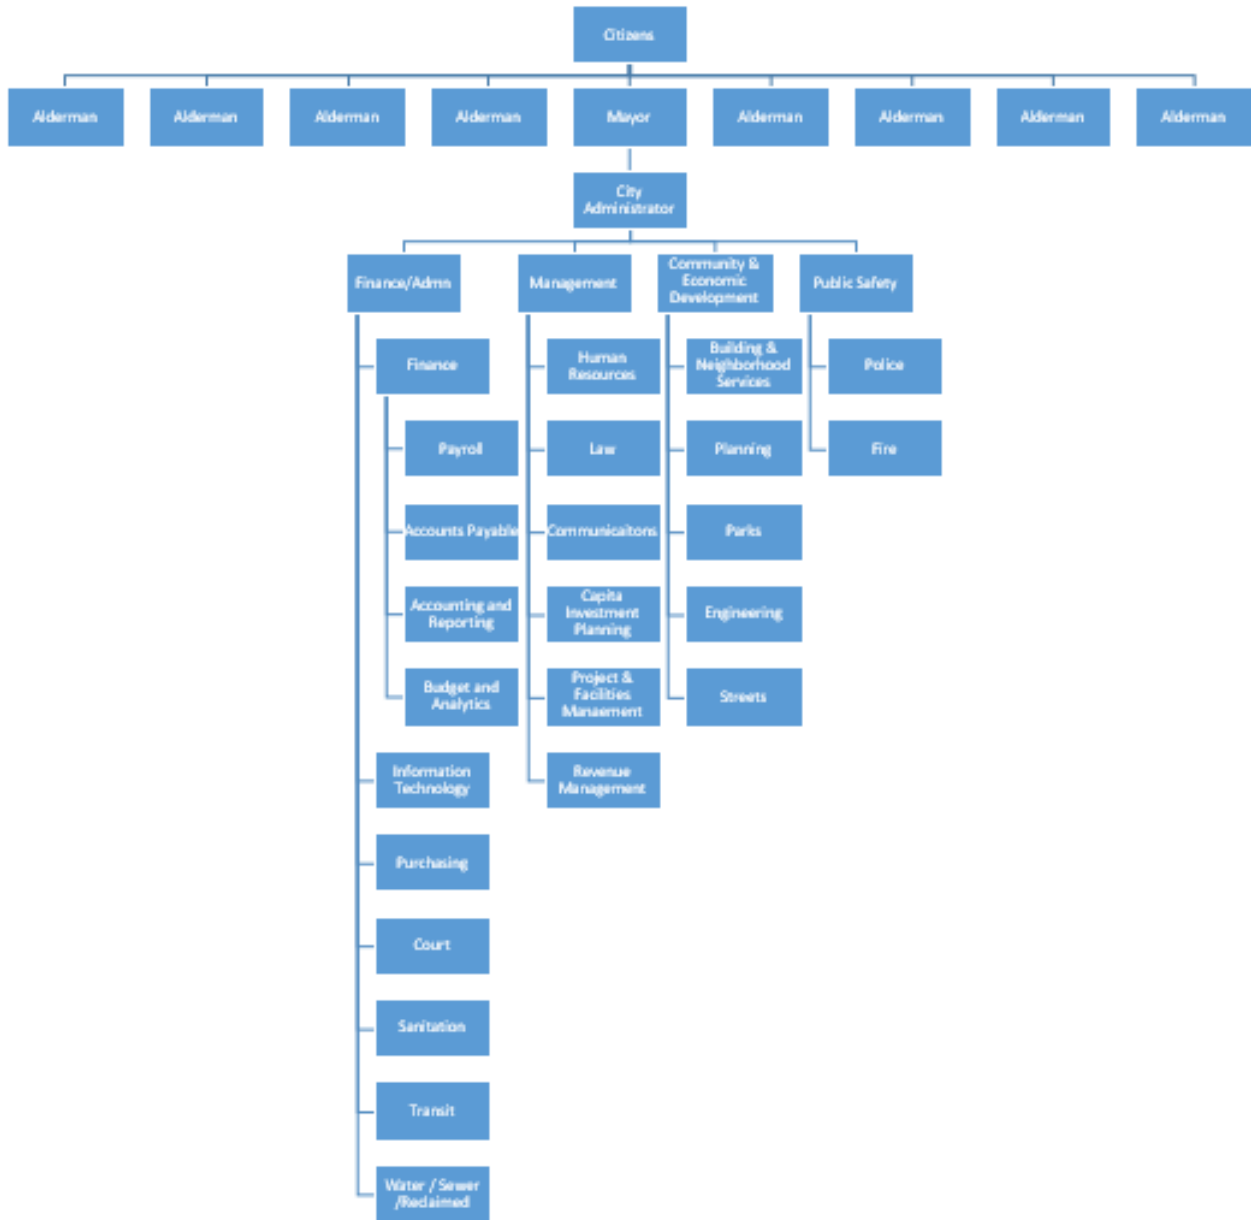 Citizens
Alderman
Alderman
Alderman
Alderman
Mayor
Alderman
Alderman
Alderman
Alderman
City
Administrator
Finance/Admn
Management
Community &
Economic
Development
Public Safety
Finance
Human
Resources
Building &
Neighborhood
Services
Police
Payroll
Law
Planning
Fire
Accounts Payable
Communicaitons
Parks
Accounting and
Reporting
Capita
Investment
Planning
Engineering
Budget and
Analytics
Project &
Facilities
Manaement
Streets
Information
Technology
Revenue
Management
Purchasing
Court
Sanitation
Transit
Water / Sewer
/Reclaimed